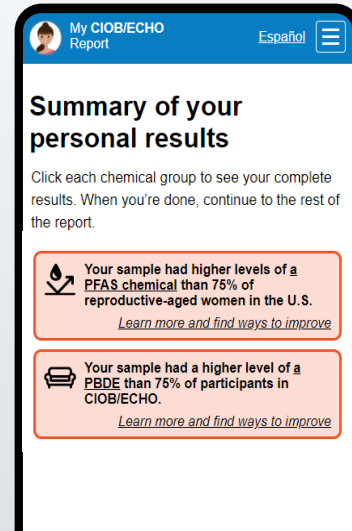 My CIOB/ECHO
Report
Español
Summary of your
personal results
Click each chemical group to see your complete
results. When you're done, continue to the rest of
the report.
Your sample had higher levels of a
PFAS chemical than 75% of
reproductive-aged women in the U.S.
Learn more and find ways to improve
Your sample had a higher level of a
PBDE than 75% of participants in
CIOB/ECHO.
Learn more and find ways to improve